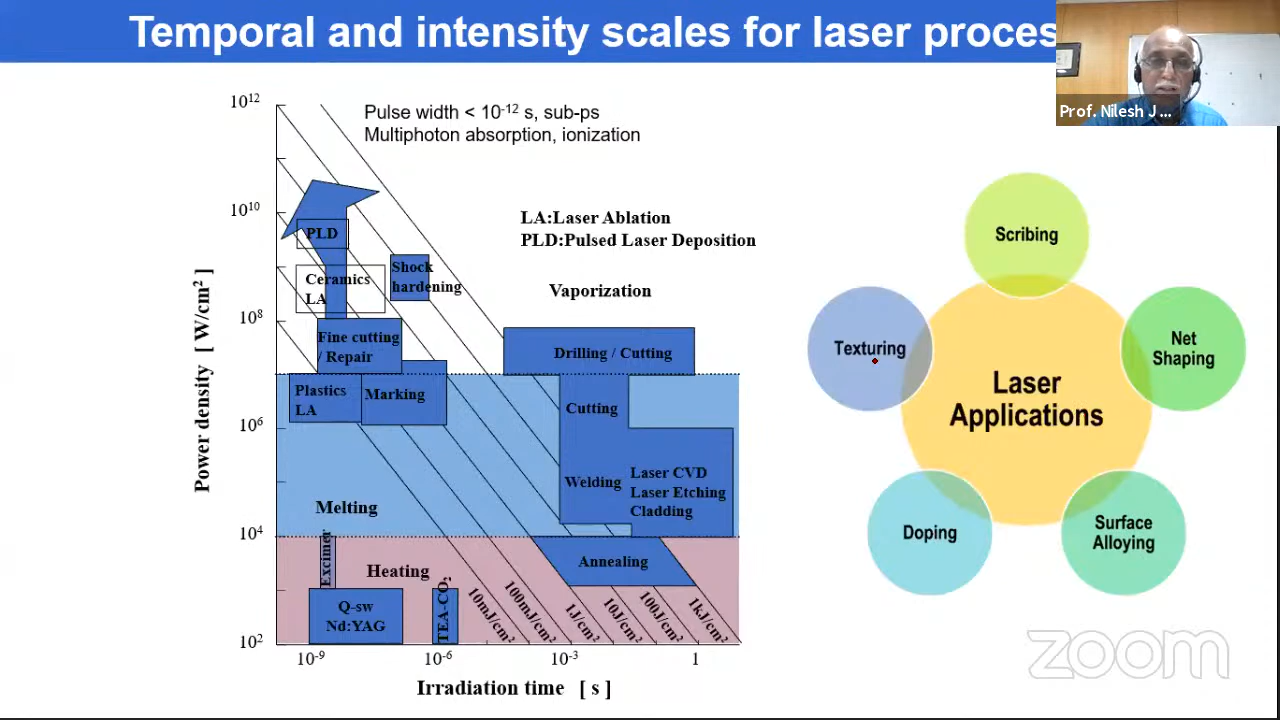 Temporal and intensity scales for laser proces
Prof. Nilesh J ...
Pulse width < 10⁻¹² s, sub-ps
Multiphoton absorption, ionization
LA:Laser Ablation
PLD:Pulsed Laser Deposition
Vaporization
Power density [ W/cm² ]
10¹²
10¹⁰
10⁸
10⁶
10⁴
10²
PLD
Ceramics
LA
Shock
hardening
Fine cutting
/ Repair
Drilling / Cutting
Plastics
LA
Marking
Cutting
Welding
Laser CVD
Laser Etching
Cladding
Melting
Excimer
Heating
Annealing
Q-sw
Nd:YAG
TEA-CO₂
10mJ/cm²
100mJ/cm²
1J/cm²
10J/cm²
100J/cm²
1kJ/cm²
10⁻⁹
10⁻⁶
10⁻³
1
Irradiation time [ s ]
Scribing
Texturing
Net
Shaping
Laser
Applications
Doping
Surface
Alloying
zoom